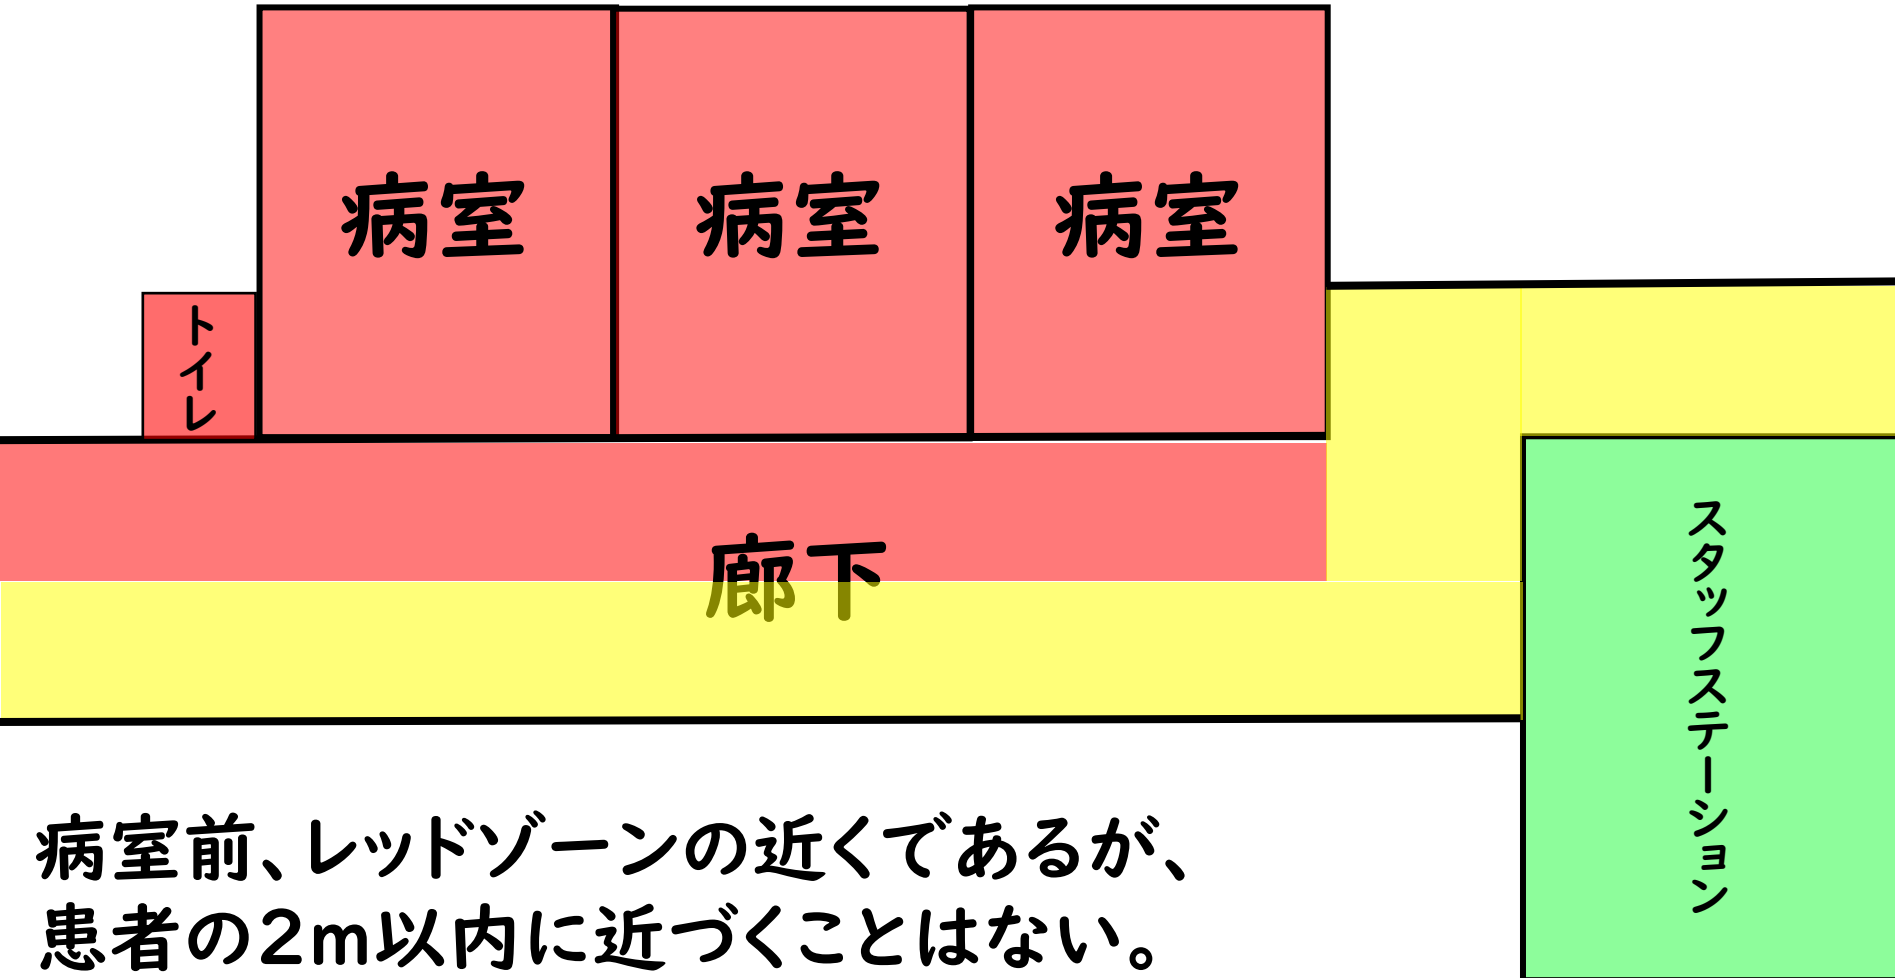 病室
病室
病室
トイレ
廊下
スタッフステーション
病室前、レッドゾーンの近くであるが、
患者の2m以内に近づくことはない。